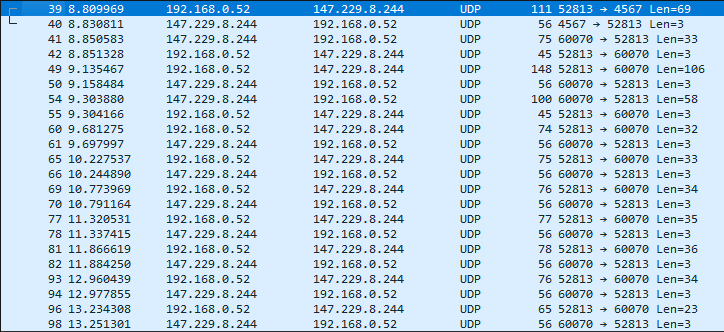 39 8.809969 192.168.0.52 147.229.8.244 UDP 111 52813 → 4567 Len=69
40 8.830811 147.229.8.244 192.168.0.52 UDP 56 4567 → 52813 Len=3
41 8.850583 147.229.8.244 192.168.0.52 UDP 75 60070 → 52813 Len=33
42 8.851328 192.168.0.52 147.229.8.244 UDP 45 52813 → 60070 Len=3
49 9.135467 192.168.0.52 147.229.8.244 UDP 148 52813 → 60070 Len=106
50 9.158484 147.229.8.244 192.168.0.52 UDP 56 60070 → 52813 Len=3
54 9.303880 147.229.8.244 192.168.0.52 UDP 100 60070 → 52813 Len=58
55 9.304166 192.168.0.52 147.229.8.244 UDP 45 52813 → 60070 Len=3
60 9.681275 192.168.0.52 147.229.8.244 UDP 74 52813 → 60070 Len=32
61 9.697997 147.229.8.244 192.168.0.52 UDP 56 60070 → 52813 Len=3
65 10.227537 192.168.0.52 147.229.8.244 UDP 75 52813 → 60070 Len=33
66 10.244890 147.229.8.244 192.168.0.52 UDP 56 60070 → 52813 Len=3
69 10.773969 192.168.0.52 147.229.8.244 UDP 76 52813 → 60070 Len=34
70 10.791164 147.229.8.244 192.168.0.52 UDP 56 60070 → 52813 Len=3
77 11.320531 192.168.0.52 147.229.8.244 UDP 77 52813 → 60070 Len=35
78 11.337415 147.229.8.244 192.168.0.52 UDP 56 60070 → 52813 Len=3
81 11.866619 192.168.0.52 147.229.8.244 UDP 78 52813 → 60070 Len=36
82 11.884250 147.229.8.244 192.168.0.52 UDP 56 60070 → 52813 Len=3
93 12.960439 192.168.0.52 147.229.8.244 UDP 76 52813 → 60070 Len=34
94 12.977855 147.229.8.244 192.168.0.52 UDP 56 60070 → 52813 Len=3
96 13.234308 192.168.0.52 147.229.8.244 UDP 65 52813 → 60070 Len=23
98 13.251301 147.229.8.244 192.168.0.52 UDP 56 60070 → 52813 Len=3